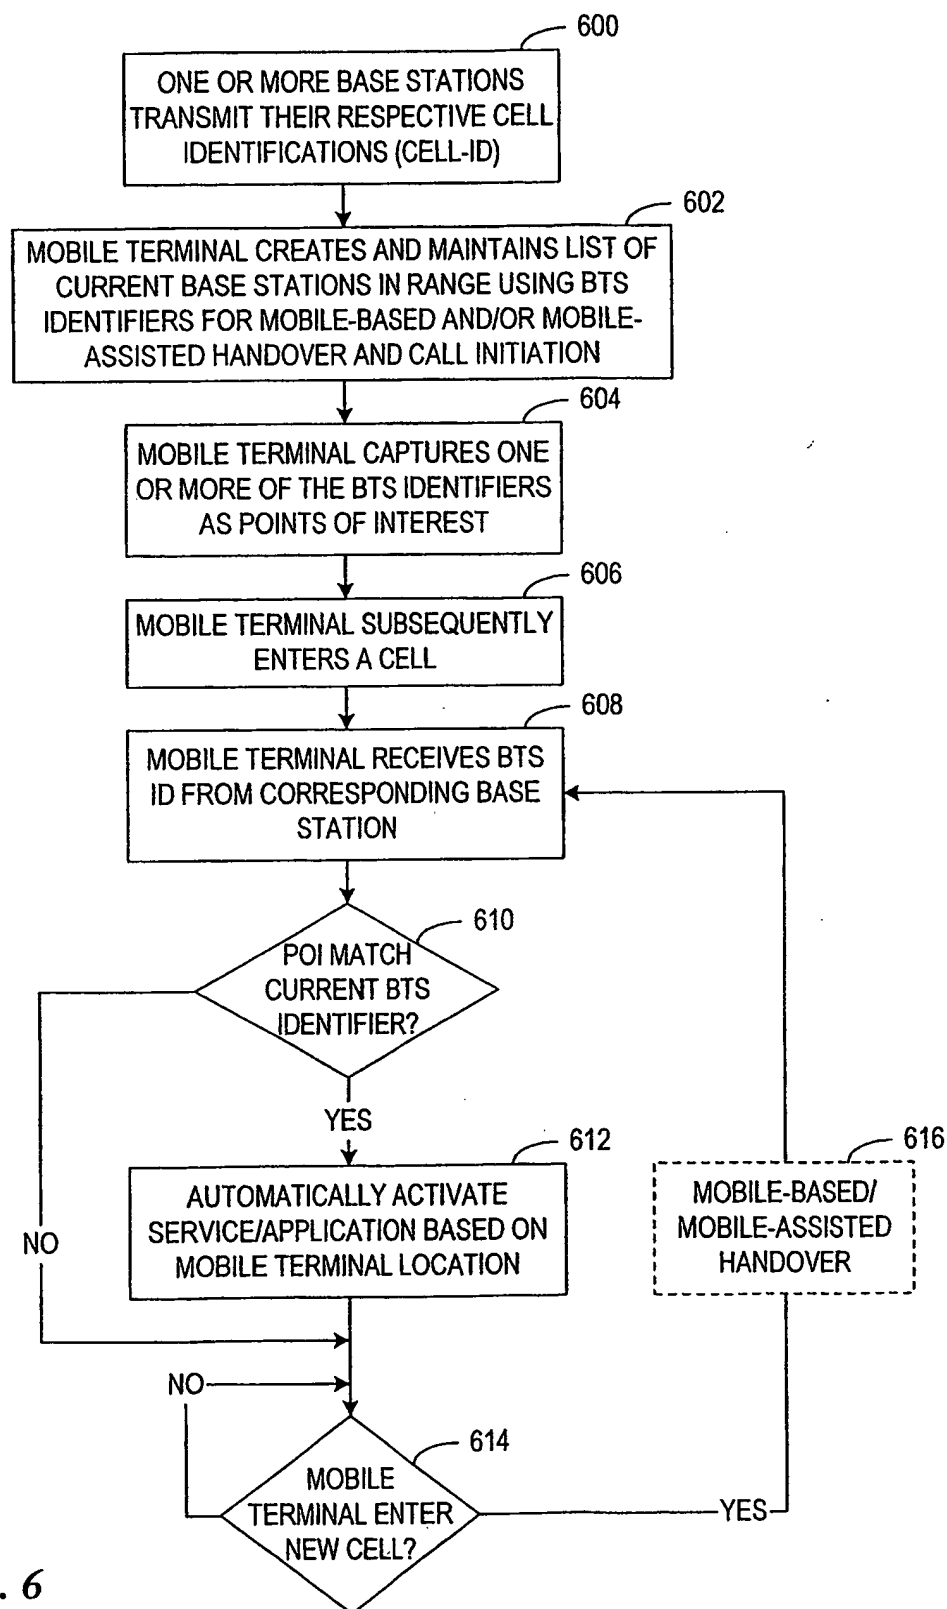 600
ONE OR MORE BASE STATIONS
TRANSMIT THEIR RESPECTIVE CELL
IDENTIFICATIONS (CELL-ID)
602
MOBILE TERMINAL CREATES AND MAINTAINS LIST OF
CURRENT BASE STATIONS IN RANGE USING BTS
IDENTIFIERS FOR MOBILE-BASED AND/OR MOBILE-
ASSISTED HANDOVER AND CALL INITIATION
604
MOBILE TERMINAL CAPTURES ONE
OR MORE OF THE BTS IDENTIFIERS
AS POINTS OF INTEREST
606
MOBILE TERMINAL SUBSEQUENTLY
ENTERS A CELL
608
MOBILE TERMINAL RECEIVES BTS
ID FROM CORRESPONDING BASE
STATION
610
POI MATCH
CURRENT BTS
IDENTIFIER?
YES
612
AUTOMATICALLY ACTIVATE
SERVICE/APPLICATION BASED ON
MOBILE TERMINAL LOCATION
616
MOBILE-BASED/
MOBILE-ASSISTED
HANDOVER
NO
NO
614
MOBILE
TERMINAL ENTER
NEW CELL?
YES
. 6